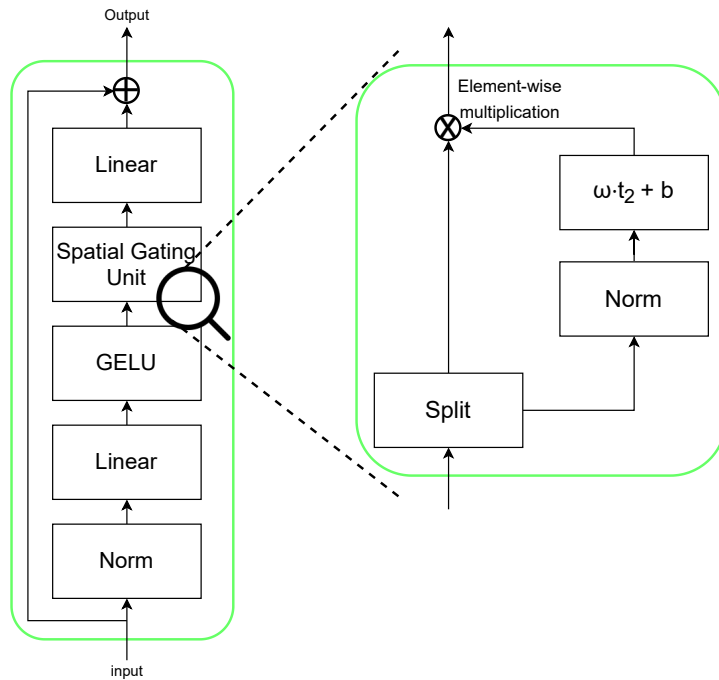 Output
Linear
Spatial Gating
Unit
GELU
Linear
Norm
input
Element-wise
multiplication
ω·t₂ + b
Norm
Split